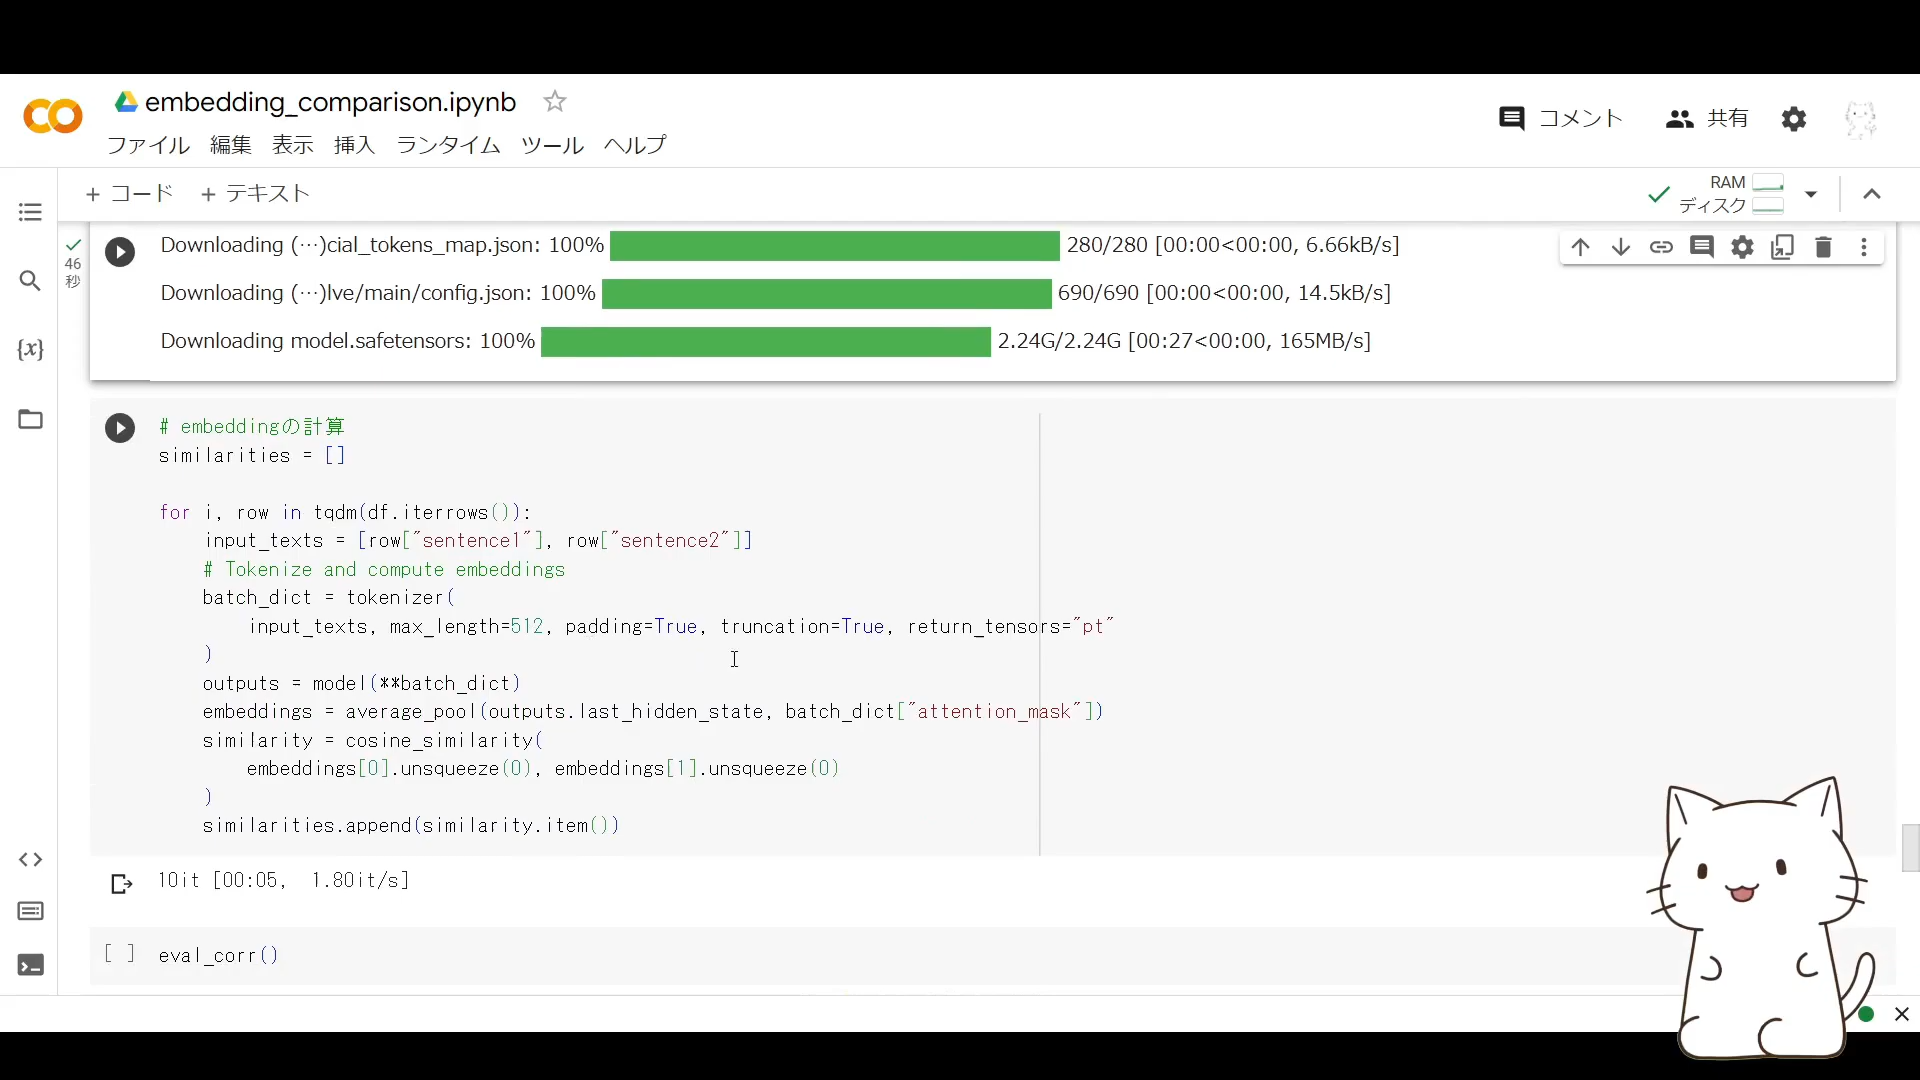 embedding_comparison.ipynb
コメント 共有
ファイル 編集 表示 挿入 ランタイム ツール ヘルプ
+ コード + テキスト
RAM
ディスク
46
秒
Downloading (…)cial_tokens_map.json: 100% 280/280 [00:00<00:00, 6.66kB/s]
Downloading (…)lve/main/config.json: 100% 690/690 [00:00<00:00, 14.5kB/s]
Downloading model.safetensors: 100% 2.24G/2.24G [00:27<00:00, 165MB/s]
{x}
# embeddingの計算
similarities = []
for i, row in tqdm(df.iterrows()):
input_texts = [row["sentence1"], row["sentence2"]]
# Tokenize and compute embeddings
batch_dict = tokenizer(
input_texts, max_length=512, padding=True, truncation=True, return_tensors="pt"
)
outputs = model(**batch_dict)
embeddings = average_pool(outputs.last_hidden_state, batch_dict["attention_mask"])
similarity = cosine_similarity(
embeddings[0].unsqueeze(0), embeddings[1].unsqueeze(0)
)
similarities.append(similarity.item())
10it [00:05, 1.80it/s]
[ ] eval_corr()